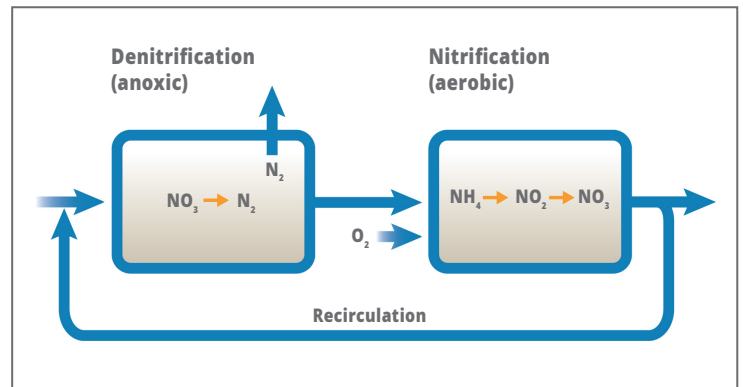 Denitrification
(anoxic)
Nitrification
(aerobic)
N₂
NO₃ → N₂
NH₄ → NO₂ → NO₃
O₂
Recirculation